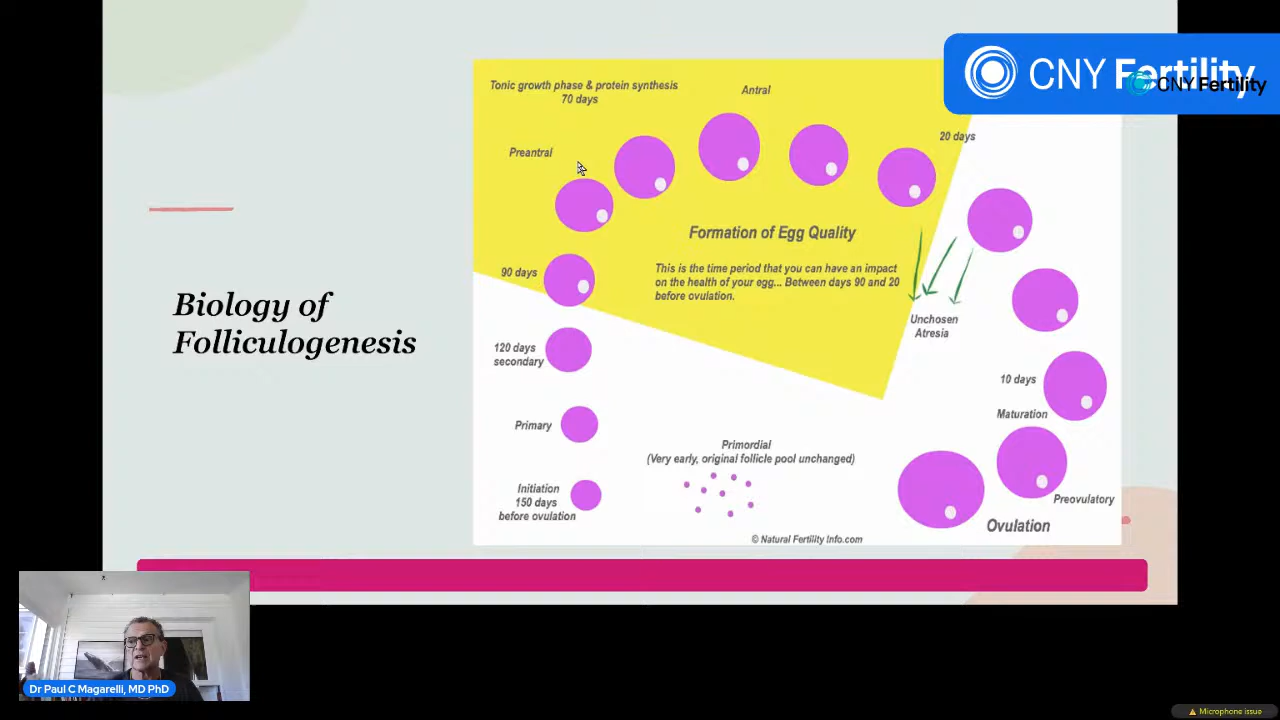 CNY Fertility
CNY Fertility
Biology of
Folliculogenesis
Tonic growth phase & protein synthesis
70 days
Antral
20 days
Preantral
Formation of Egg Quality
This is the time period that you can have an impact
on the health of your egg... Between days 90 and 20
before ovulation.
90 days
Unchosen
Atresia
120 days
secondary
10 days
Maturation
Primary
Primordial
(Very early, original follicle pool unchanged)
Initiation
150 days
before ovulation
Preovulatory
Ovulation
© Natural Fertility Info.com
Dr Paul C Magarelli, MD PhD
Microphone issue